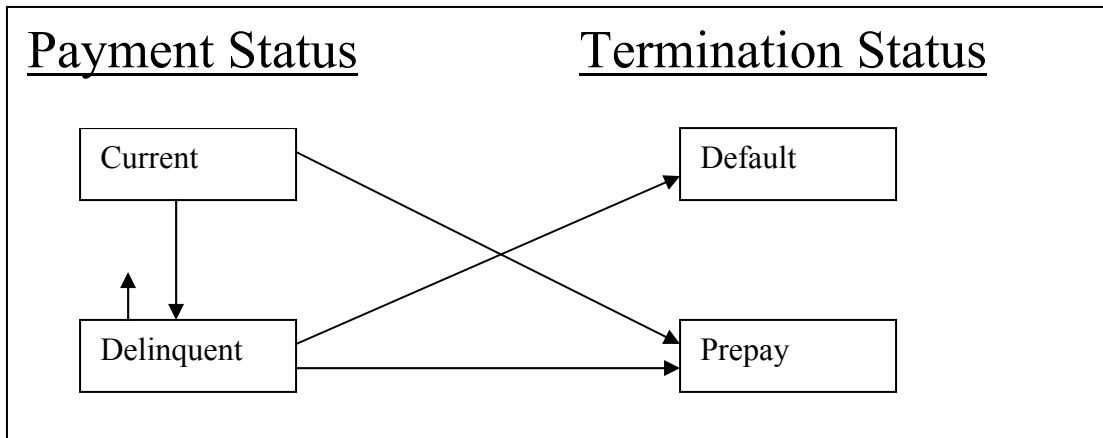 Payment Status
Termination Status
Current
Default
Delinquent
Prepay